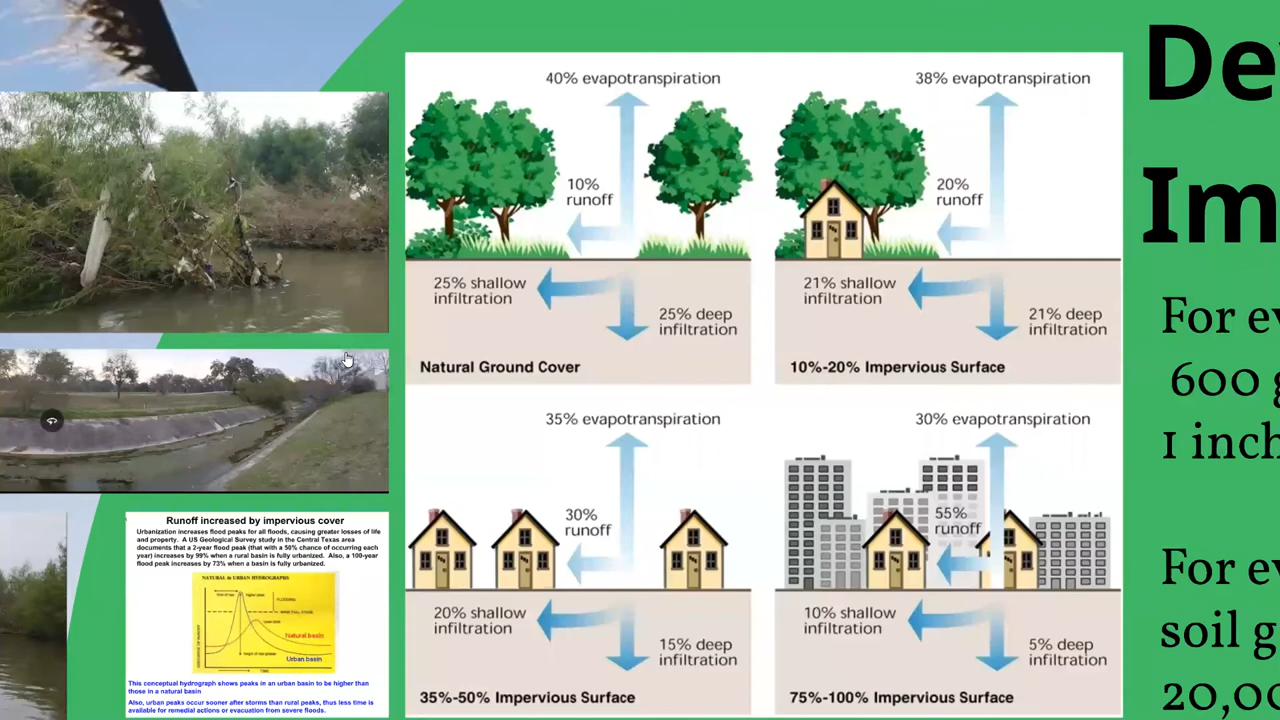 40% evapotranspiration
10%
runoff
25% shallow
infiltration
25% deep
infiltration
Natural Ground Cover
38% evapotranspiration
20%
runoff
21% shallow
infiltration
21% deep
infiltration
10%-20% Impervious Surface
35% evapotranspiration
30%
runoff
20% shallow
infiltration
15% deep
infiltration
35%-50% Impervious Surface
30% evapotranspiration
55%
runoff
10% shallow
infiltration
5% deep
infiltration
75%-100% Impervious Surface
Runoff increased by impervious cover
Urbanization increases flood peaks for all floods, causing greater losses of life
and property. A US Geological Survey study in the Central Texas area
documents that a 2-year flood peak (that with a 50% chance of occurring each
year) increases by 99% when a rural basin is fully urbanized. Also, a 100-year
flood peak increases by 73% when a basin is fully urbanized.
NATURAL & URBAN HYDROGRAPHS
FLOODING
Natural basin
Urban basin
TIME
This conceptual hydrograph shows peaks in an urban basin to be higher than
those in a natural basin
Also, urban peaks occur sooner after storms than rural peaks, thus less time is
available for remedial actions or evacuation from severe floods.
De
Im
For ev
600 g
1 inch
For ev
soil g
20,00